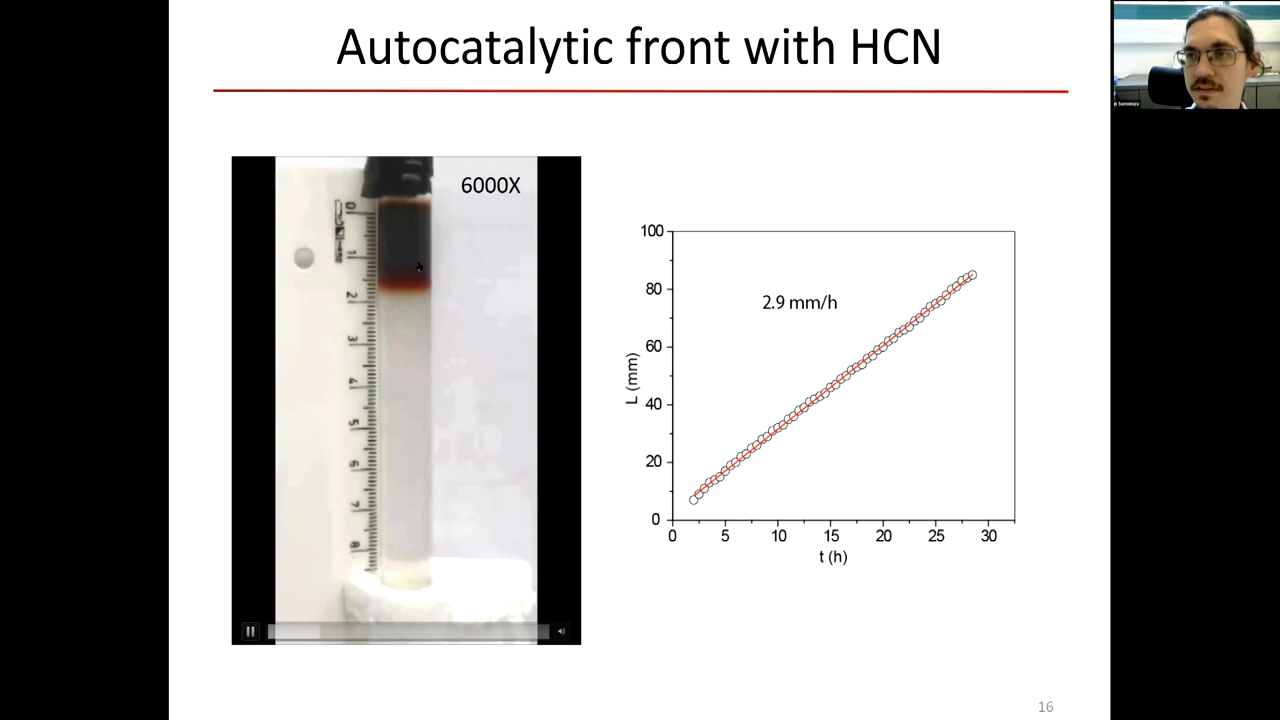 Autocatalytic front with HCN
Semenov
6000X
0
1
2
3
4
5
6
7
8
100
80
60
40
20
0
L (mm)
2.9 mm/h
0 5 10 15 20 25 30
t (h)
16